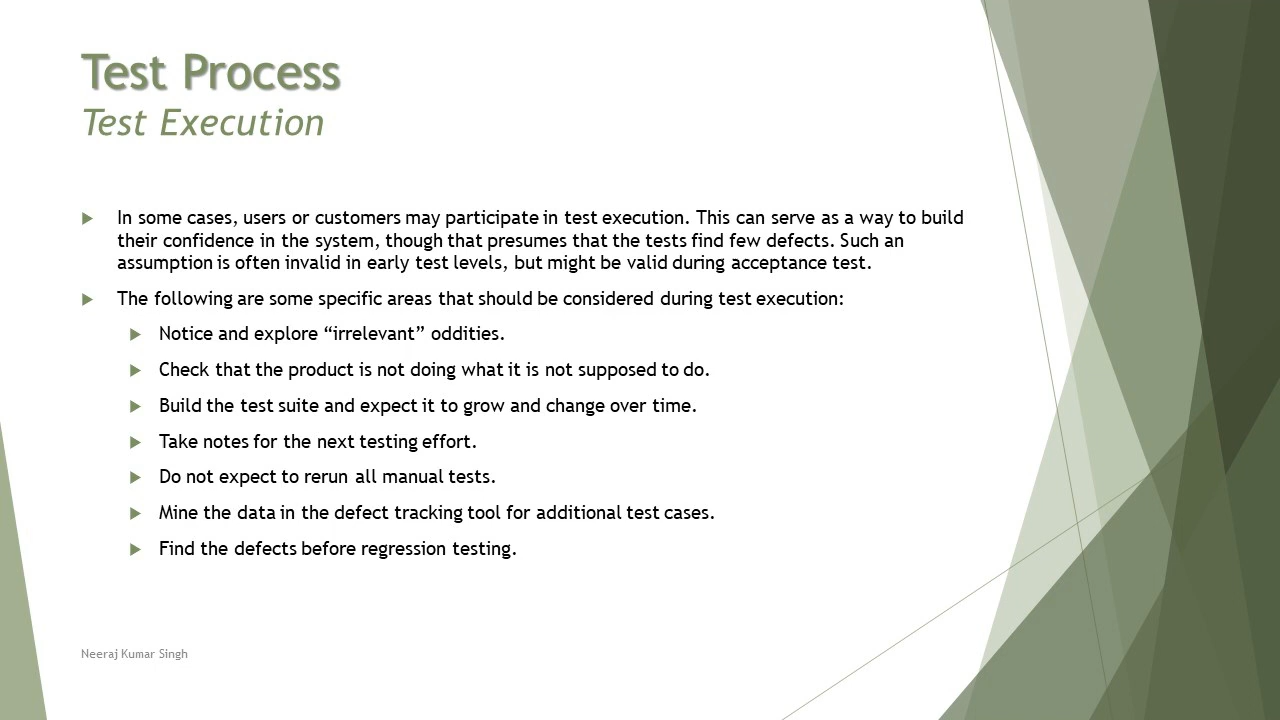 Test Process
Test Execution
In some cases, users or customers may participate in test execution. This can serve as a way to build
their confidence in the system, though that presumes that the tests find few defects. Such an
assumption is often invalid in early test levels, but might be valid during acceptance test.
The following are some specific areas that should be considered during test execution:
Notice and explore “irrelevant” oddities.
Check that the product is not doing what it is not supposed to do.
Build the test suite and expect it to grow and change over time.
Take notes for the next testing effort.
Do not expect to rerun all manual tests.
Mine the data in the defect tracking tool for additional test cases.
Find the defects before regression testing.
Neeraj Kumar Singh